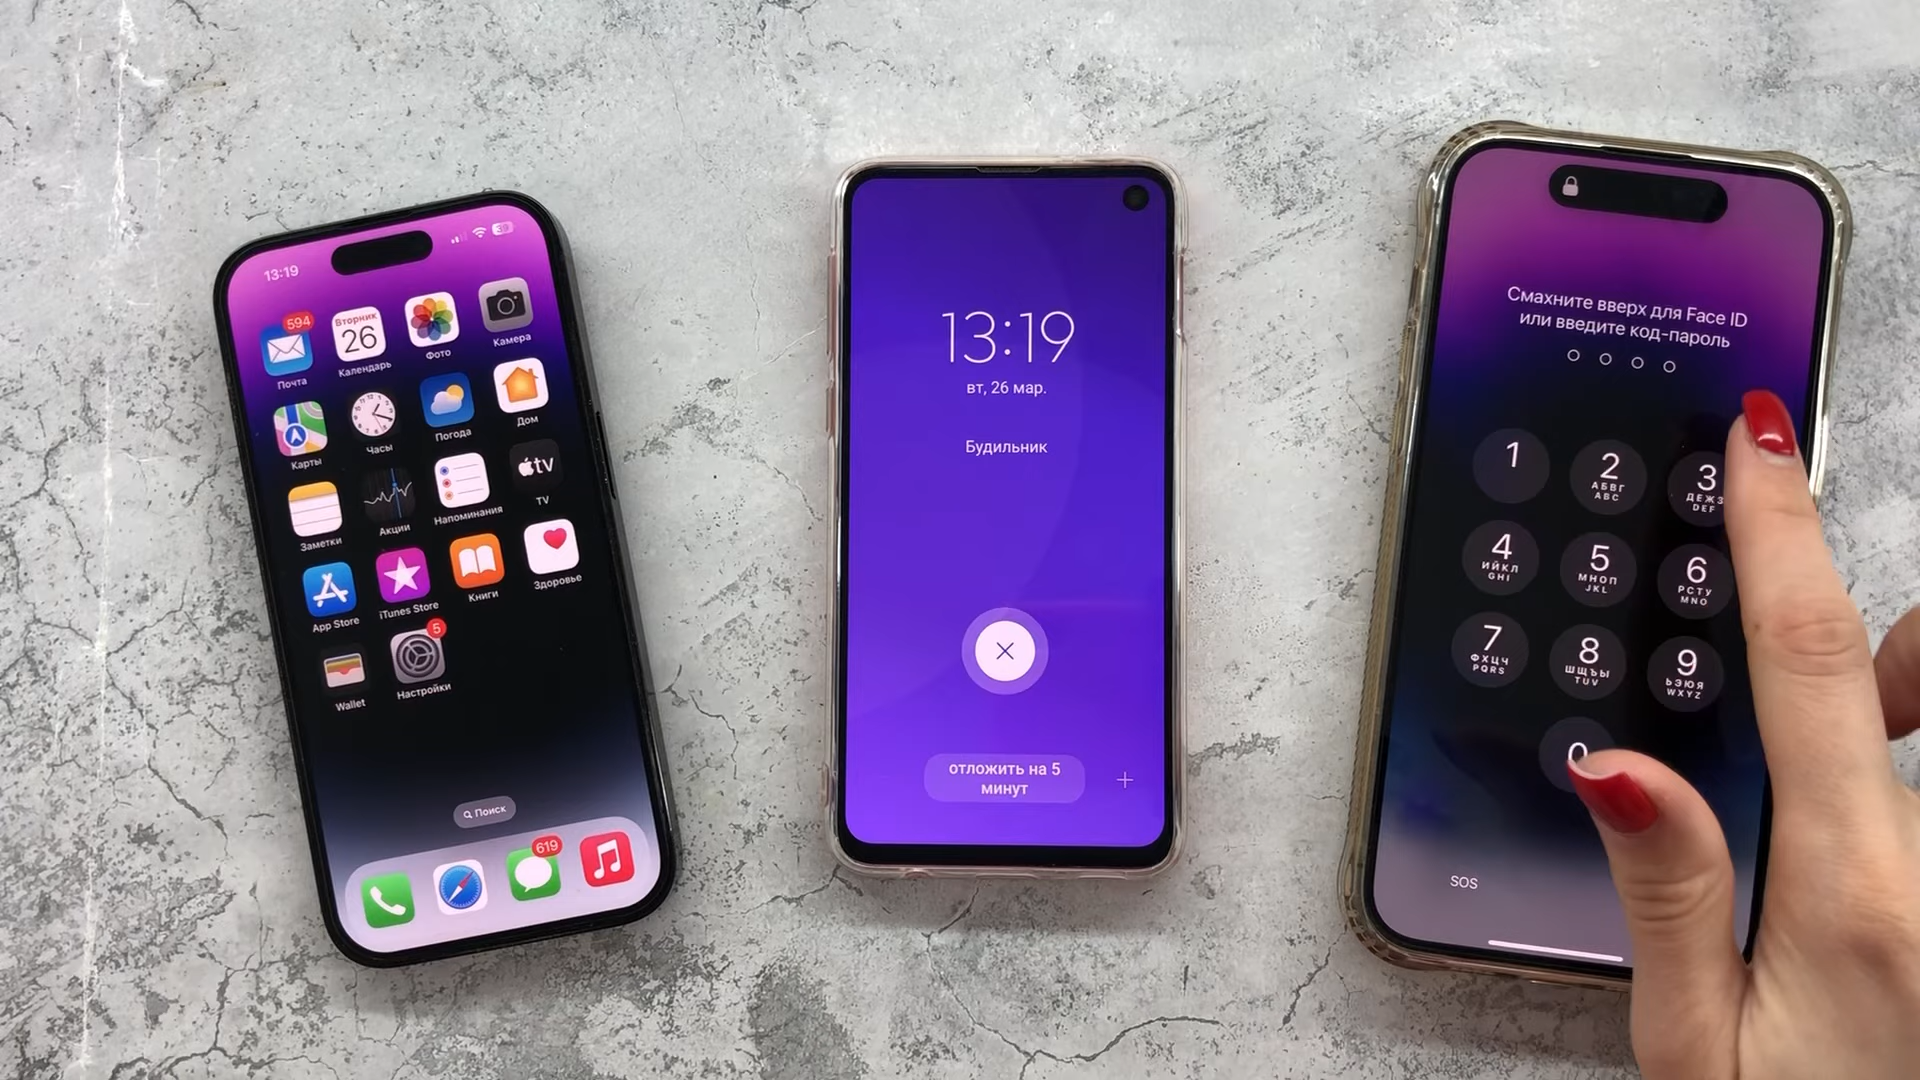 13:19
594
Вторник
26
Почта
Календарь
Фото
Камера
Карты
Часы
Погода
Дом
tv
Заметки
Акции
Напоминания
TV
App Store
iTunes Store
Книги
Здоровье
5
Wallet
Настройки
Поиск
619
13:19
вт, 26 мар.
Будильник
отложить на 5
минут
Смахните вверх для Face ID
или введите код-пароль
1
2
АБВГ
ABC
3
ДЕЖЗ
DEF
4
ИЙКЛ
GHI
5
МНОП
JKL
6
РСТУ
MNO
7
ФХЦЧ
PQRS
8
ШЩЪЫ
TUV
9
ЬЭЮЯ
WXYZ
0
SOS